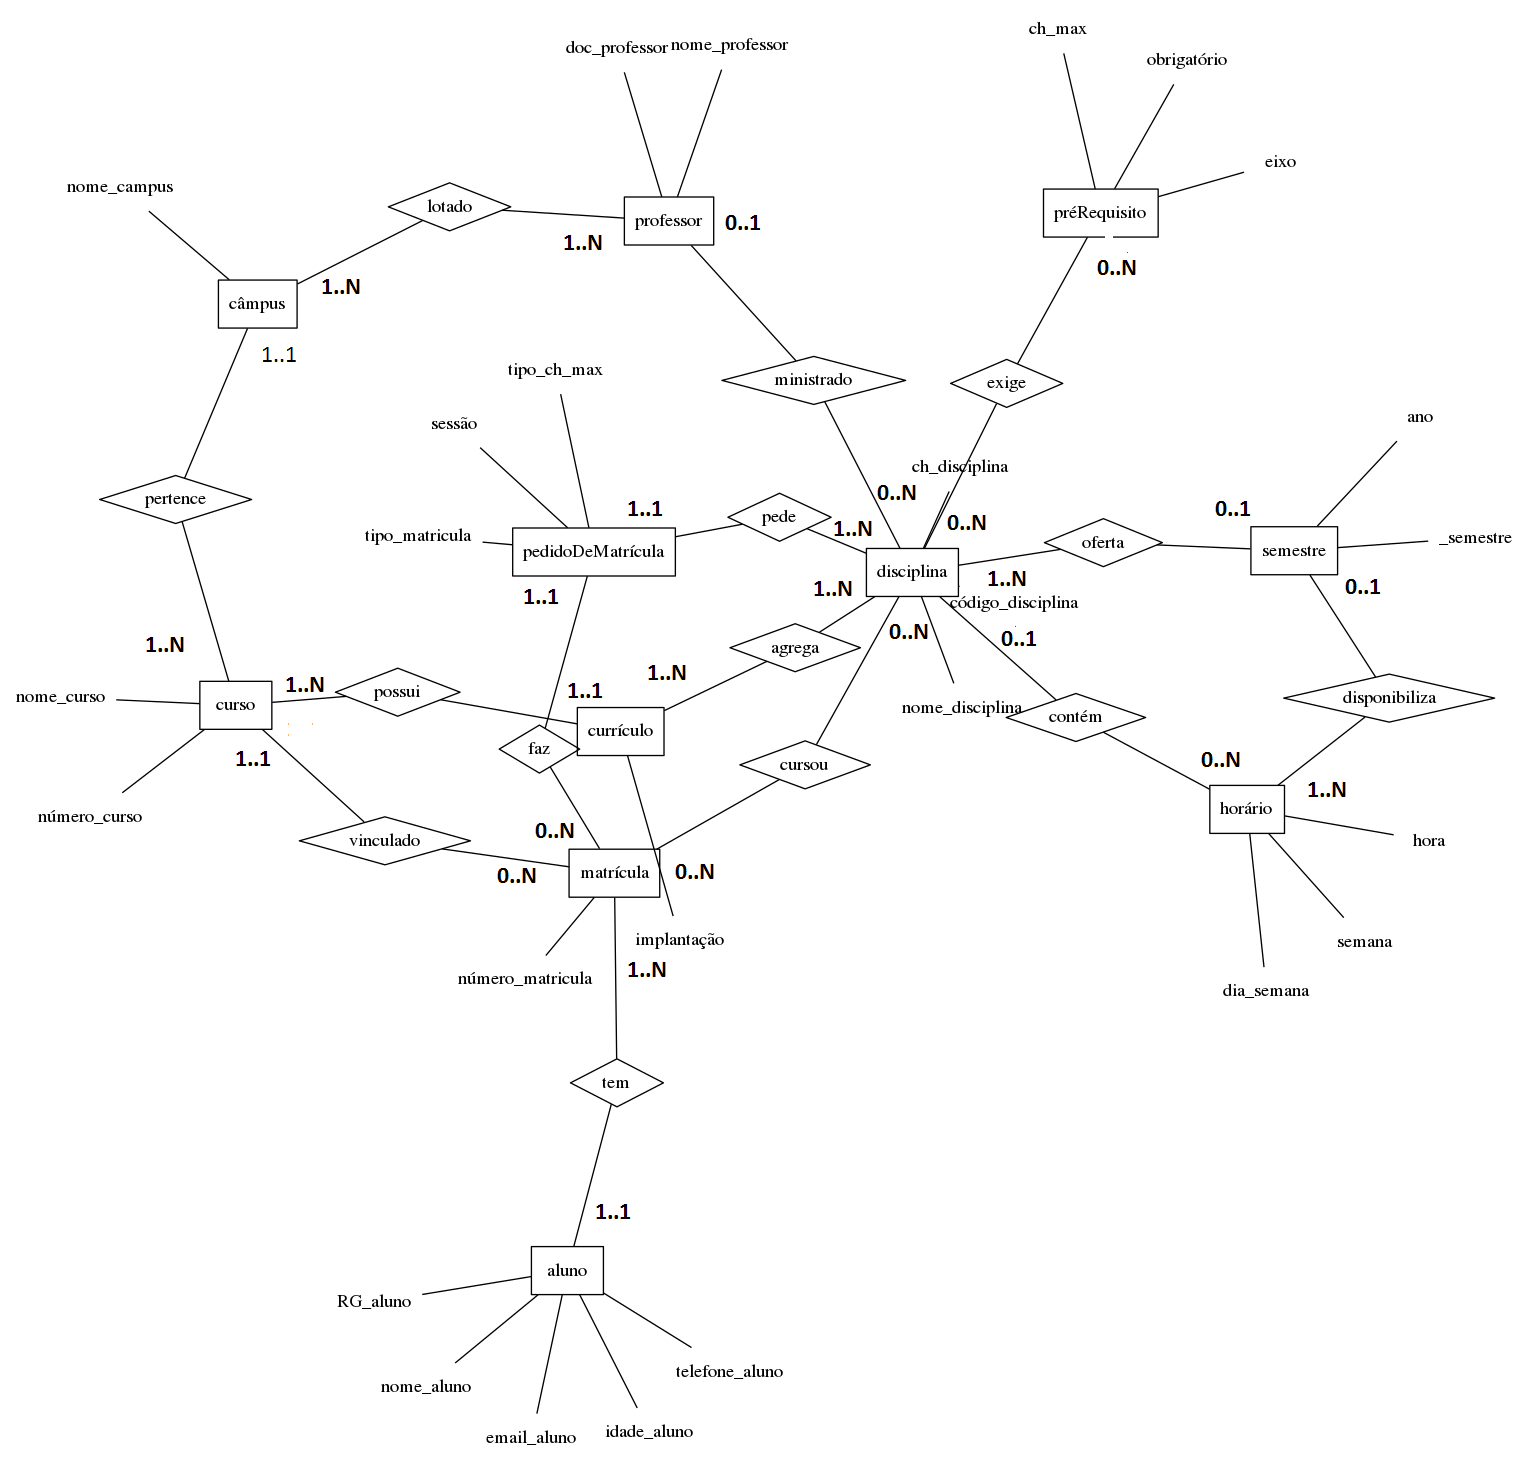 ch_max
doc_professor
nome_professor
obrigatório
eixo
nome_campus
lotado
professor
0..1
préRequisito
1..N
0..N
1..N
câmpus
1..1
tipo_ch_max
ministrado
exige
sessão
ano
ch_disciplina
0..N
pertence
1..1
pede
1..N
0..N
0..1
tipo_matricula
pedidoDeMatrícula
oferta
semestre
_semestre
disciplina
1..N
0..1
1..1
1..N
código_disciplina
0..N
0..1
1..N
agrega
1..N
nome_curso
curso
1..N
possui
1..1
disponibiliza
nome_disciplina
contém
currículo
faz
1..1
cursou
0..N
1..N
número_curso
horário
vinculado
0..N
hora
0..N
matrícula
0..N
implantação
semana
número_matricula
1..N
dia_semana
tem
1..1
aluno
RG_aluno
telefone_aluno
nome_aluno
email_aluno
idade_aluno